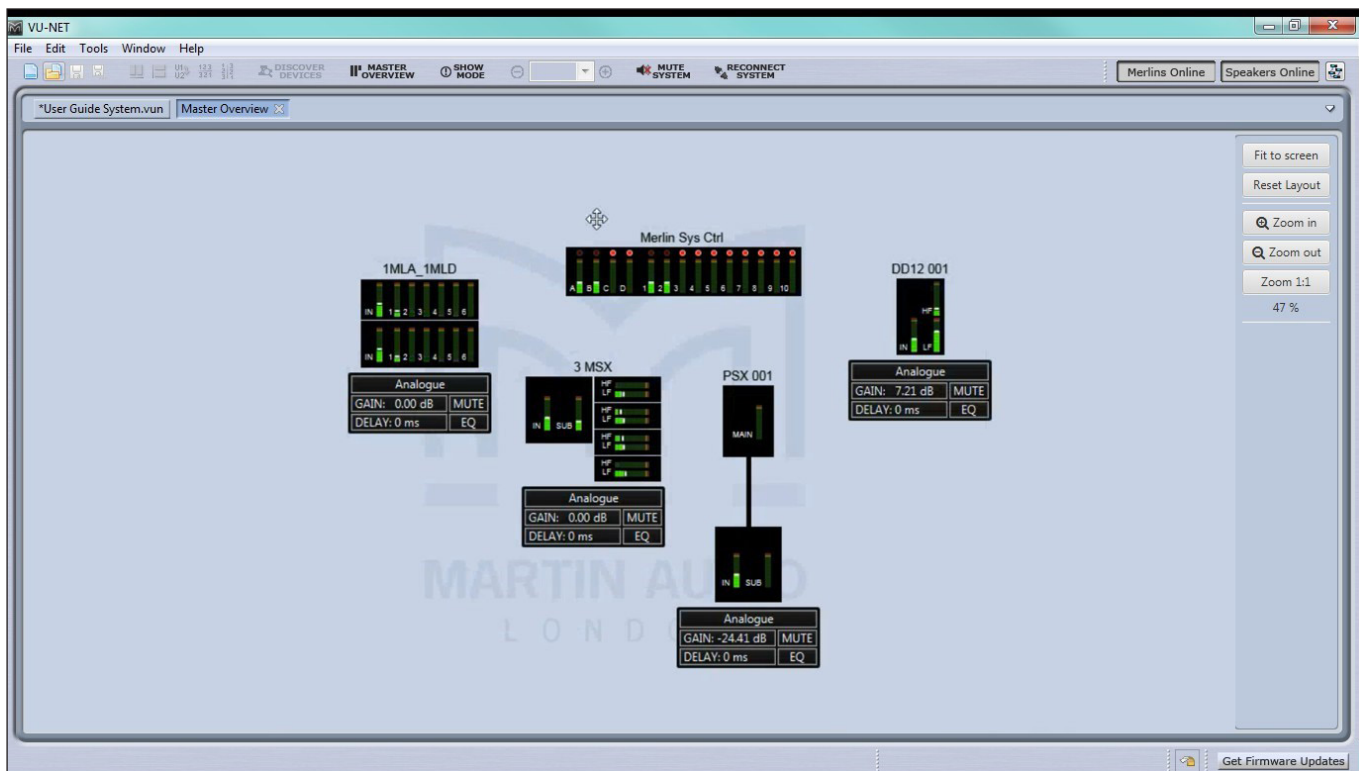 VU-NET
File Edit Tools Window Help
DISCOVER DEVICES MASTER OVERVIEW SHOW MODE MUTE SYSTEM RECONNECT SYSTEM Merlins Online Speakers Online
*User Guide System.vun Master Overview
Fit to screen
Reset Layout
Zoom in
Zoom out
Zoom 1:1
47 %
Merlin Sys Ctrl
A B C D 1 2 3 4 5 6 7 8 9 10
1MLA_1MLD
IN 1 2 3 4 5 6
IN 1 2 3 4 5 6
Analogue
GAIN: 0.00 dB MUTE
DELAY: 0 ms EQ
3 MSX
IN SUB
HF
LF
HF
LF
HF
LF
HF
LF
Analogue
GAIN: 0.00 dB MUTE
DELAY: 0 ms EQ
PSX 001
MAIN
IN SUB
Analogue
GAIN: -24.41 dB MUTE
DELAY: 0 ms EQ
DD12 001
HF
IN LF
Analogue
GAIN: 7.21 dB MUTE
DELAY: 0 ms EQ
MARTIN AUDIO
LONDON
Get Firmware Updates